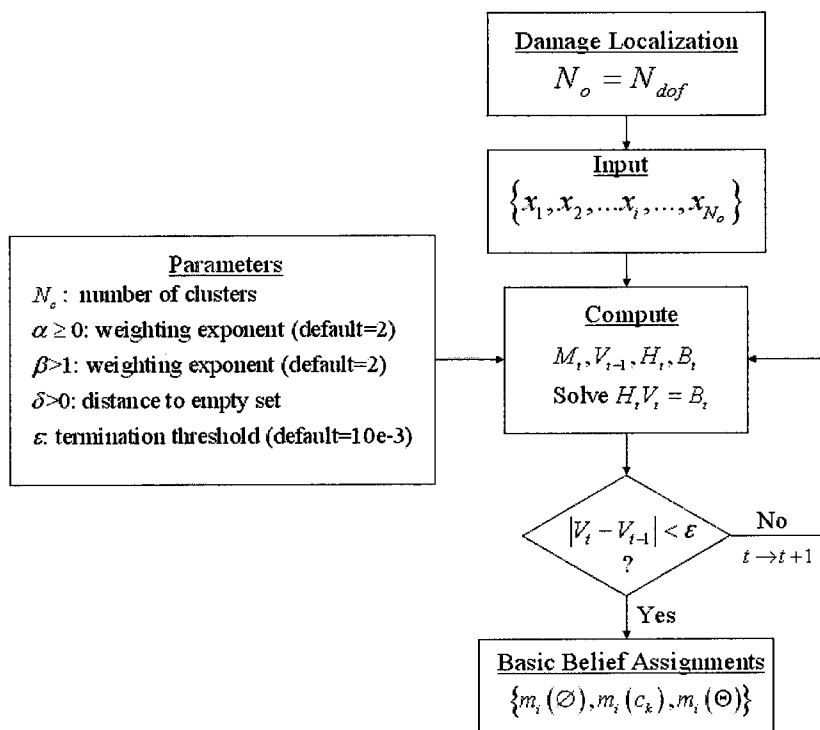 Damage Localization
N_o = N_dof
Input
{x_1, x_2, ...x_i, ..., x_{N_o}}
Parameters
N_c : number of clusters
α ≥ 0: weighting exponent (default=2)
β>1: weighting exponent (default=2)
δ>0: distance to empty set
ε: termination threshold (default=10e-3)
Compute
M_t, V_{t-1}, H_t, B_t
Solve H_t V_t = B_t
|V_t − V_{t-1}| < ε
?
No
t → t + 1
Yes
Basic Belief Assignments
{m_i(∅), m_i(c_k), m_i(Θ)}